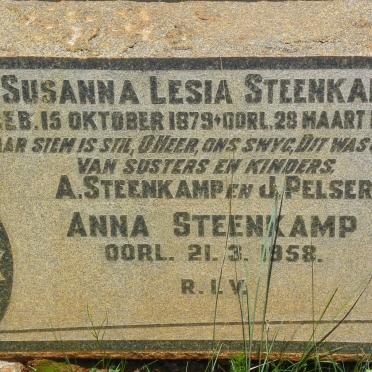 SUSANNA LESIA STEENKA
EB. 15 OKTOBER 1879 + OORL. 28 MAART
AAR STEM IS STIL, O HEER, ONS SWYG, DIT WAS
VAN SUSTERS EN KINDERS,
A. STEENKAMP EN J. PELSER
ANNA STEENKAMP
OORL. 21. 3. 1958.
R. I. V.